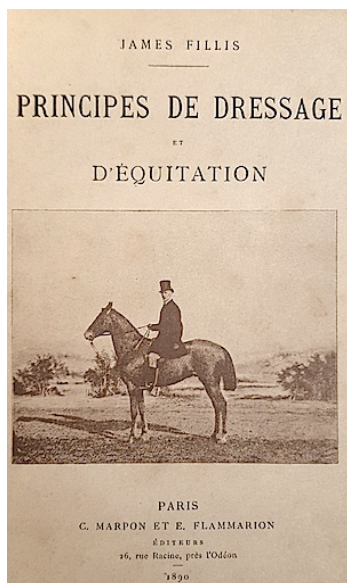 JAMES FILLIS
PRINCIPES DE DRESSAGE
ET
D'ÉQUITATION
PARIS
C. MARPON ET E. FLAMMARION
ÉDITEURS
26, rue Racine, près l'Odéon
1890